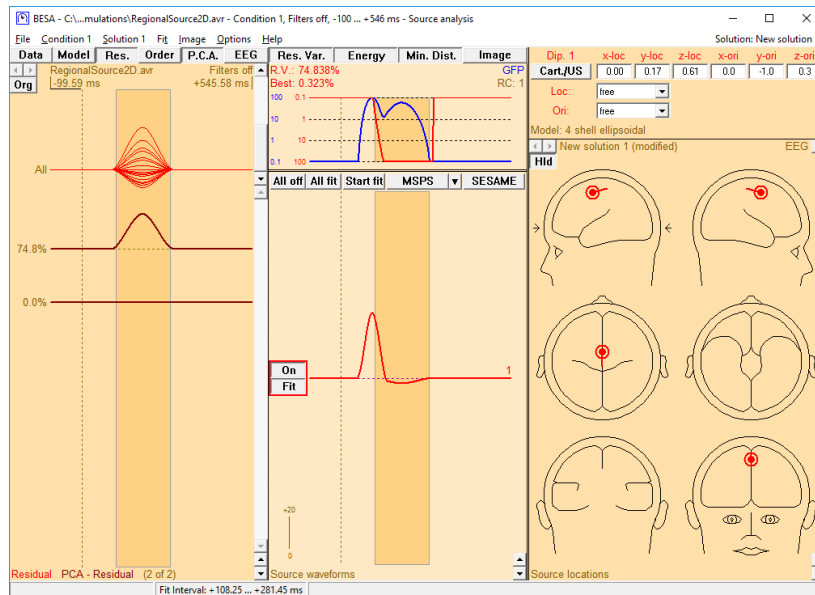 BESA - C:\...mulations\RegionalSource2D.avr - Condition 1, Filters off, -100 ... +546 ms - Source analysis
File Condition 1 Solution 1 Fit Image Options Help Solution: New solution
Data Model Res. Order P.C.A. EEG Res. Var. Energy Min. Dist. Image Dip. 1 x-loc y-loc z-loc x-ori y-ori z-ori
RegionalSource2D.avr Filters off R.V.: 74.838% GFP Cart./US 0.00 0.17 0.61 0.0 -1.0 0.3
Org -99.59 ms +545.58 ms Best: 0.323% RC: 1 Loc: free
100 0.1 Ori: free
10 1 Model: 4 shell ellipsoidal
1 10 New solution 1 (modified) EEG
0.1 100 Hld
All All off All fit Start fit MSPS SESAME
74.8%
0.0%
On 1
Fit
+20
0
Residual PCA - Residual (2 of 2) Source waveforms Source locations
Fit Interval: +108.25 ... +281.45 ms